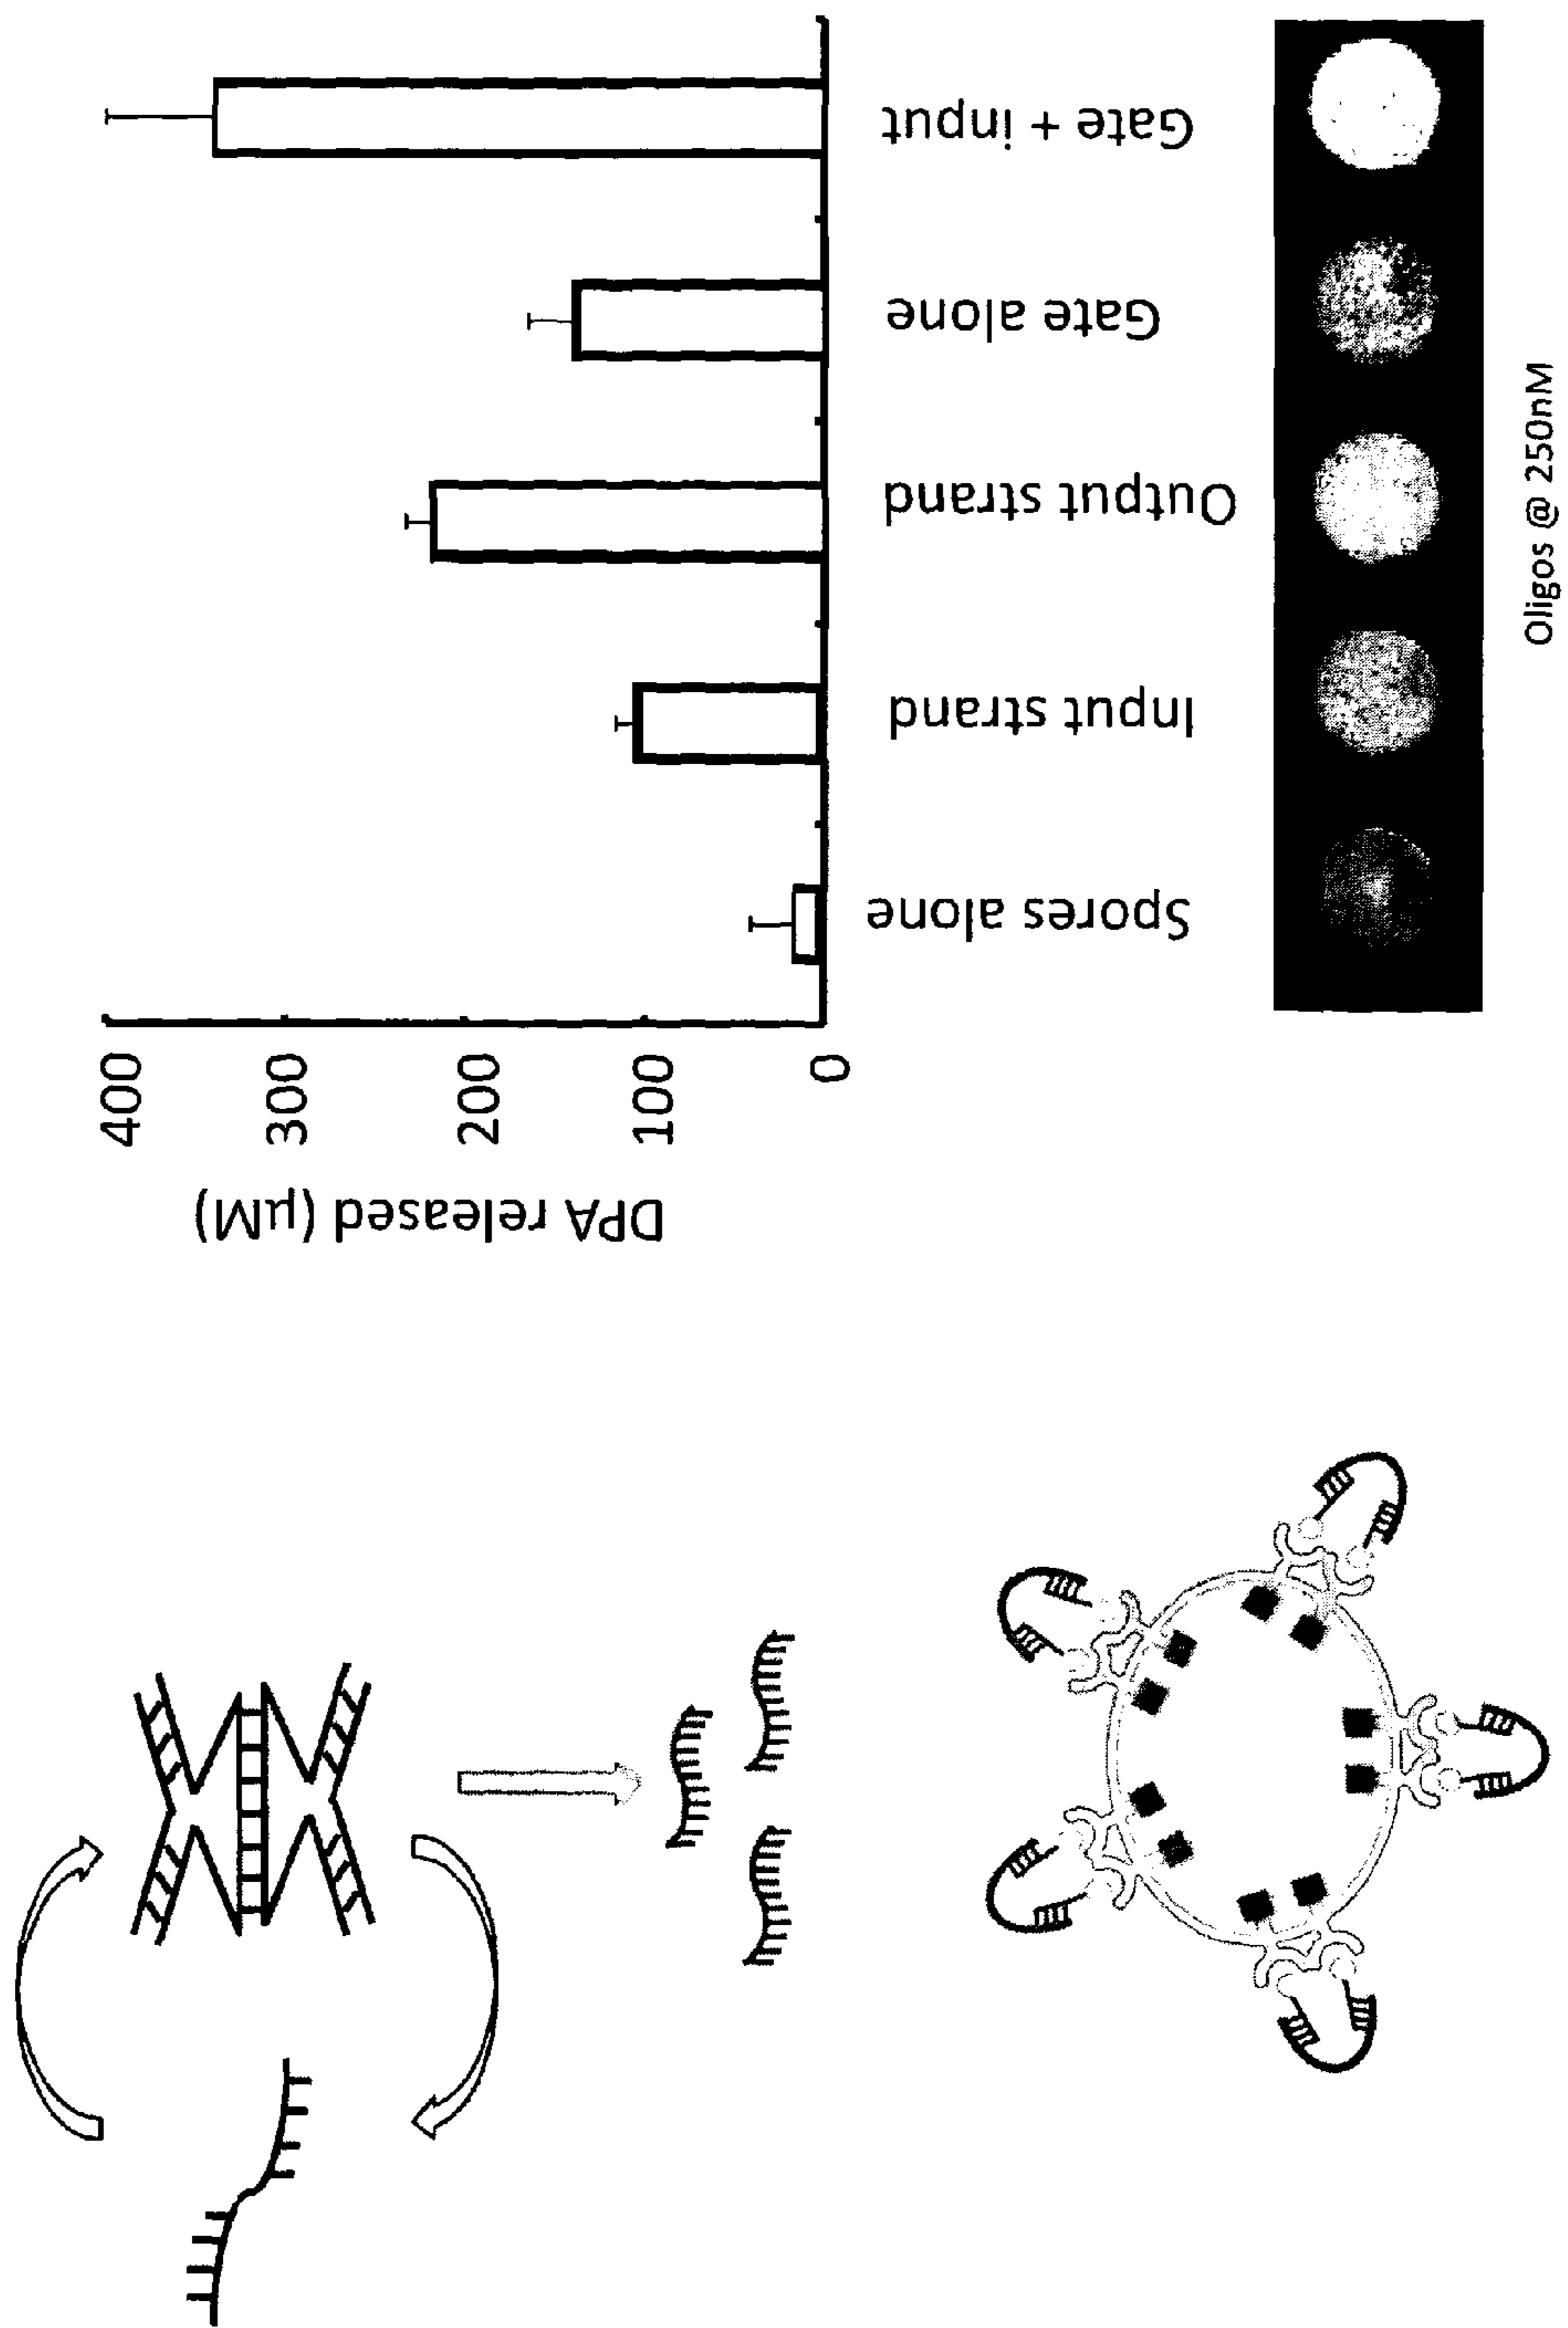 DPA released (µM)
400
300
200
100
0
Spores alone
Input strand
Output strand
Gate alone
Gate + input
Oligos @ 250nM